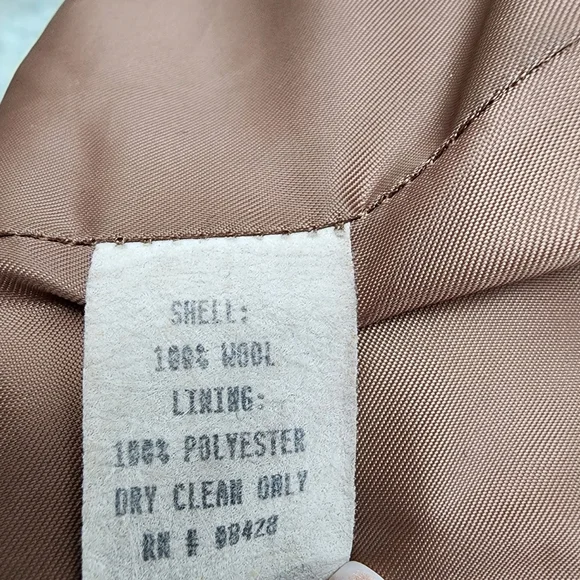 SHELL:
100% WOOL
LINING:
100% POLYESTER
DRY CLEAN ONLY
RN #